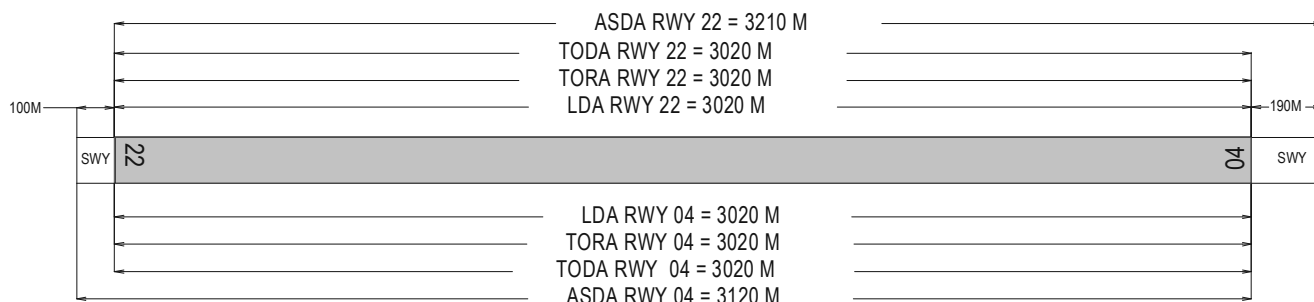 ASDA RWY 22 = 3210 M
TODA RWY 22 = 3020 M
TORA RWY 22 = 3020 M
100M
LDA RWY 22 = 3020 M
190M
SWY
22
04
SWY
LDA RWY 04 = 3020 M
TORA RWY 04 = 3020 M
TODA RWY 04 = 3020 M
ASDA RWY 04 = 3120 M